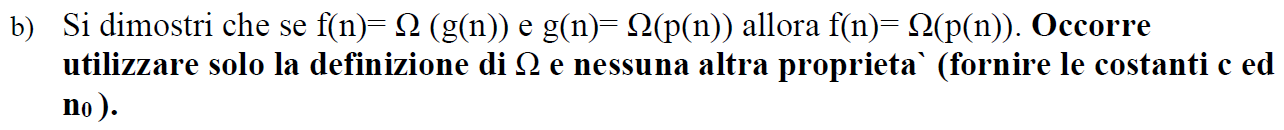 b) Si dimostri che se f(n)= Ω (g(n)) e g(n)= Ω(p(n)) allora f(n)= Ω(p(n)). Occorre
utilizzare solo la definizione di Ω e nessuna altra proprieta` (fornire le costanti c ed
n₀ ).